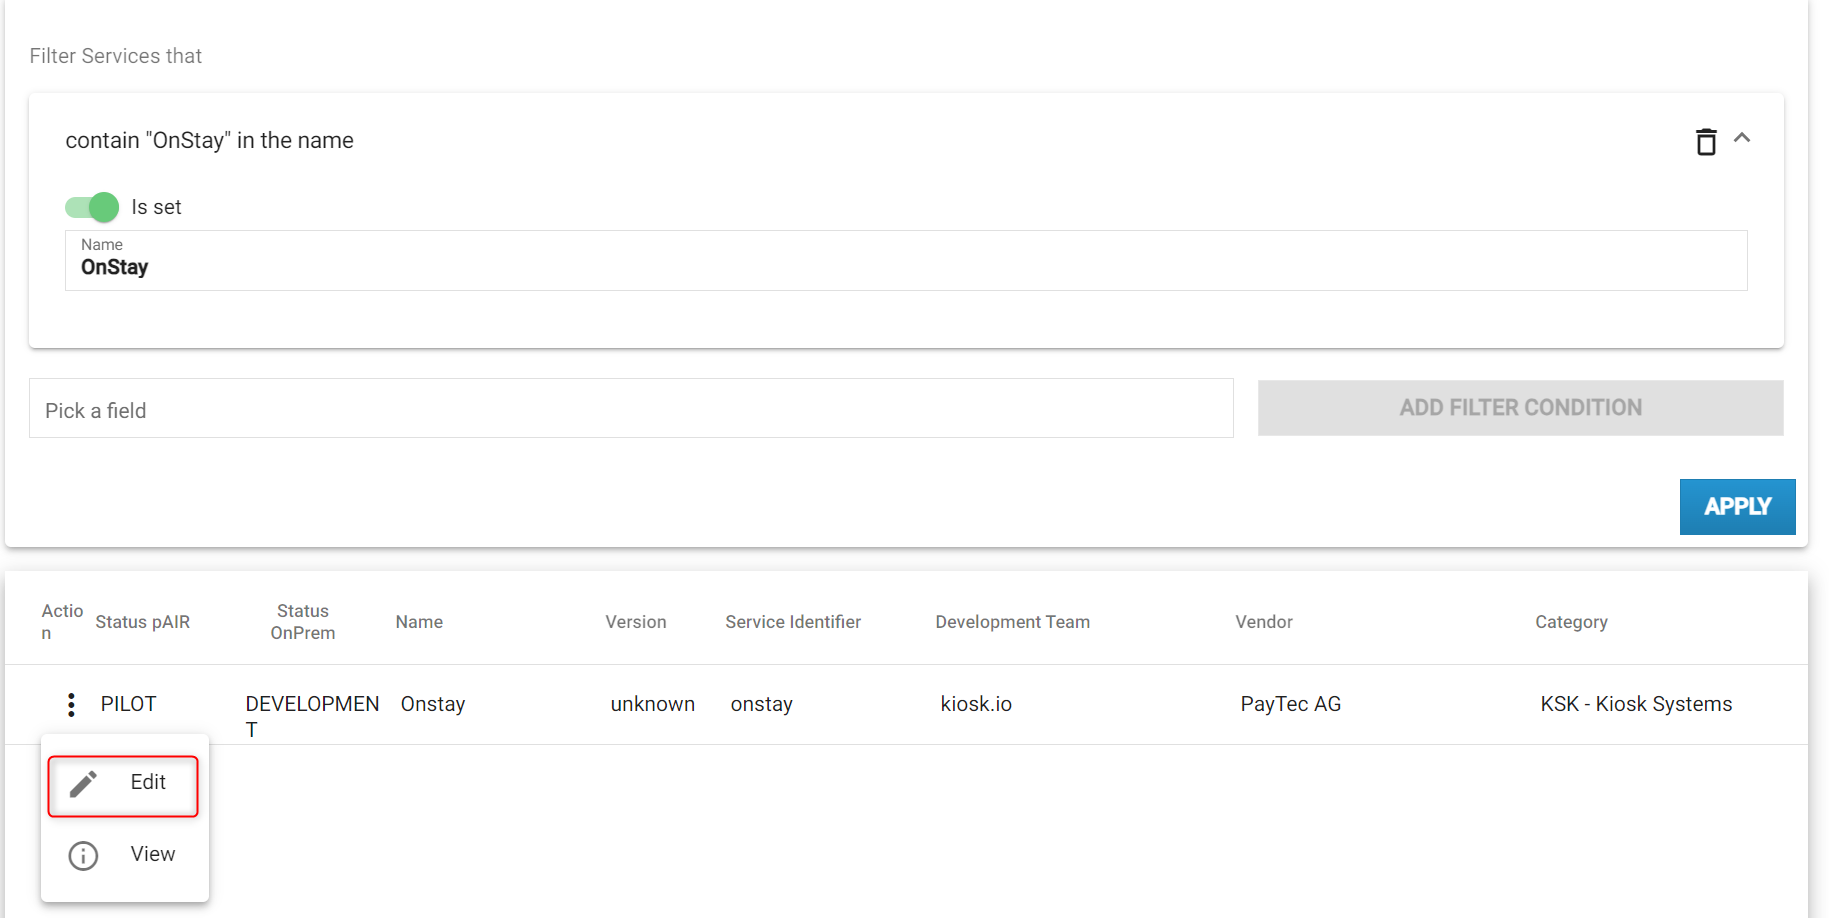 Filter Services that
contain "OnStay" in the name
Is set
Name
OnStay
Pick a field
ADD FILTER CONDITION
APPLY
Actio
n
Status pAIR
Status
OnPrem
Name
Version
Service Identifier
Development Team
Vendor
Category
PILOT
DEVELOPMEN
T
Onstay
unknown
onstay
kiosk.io
PayTec AG
KSK - Kiosk Systems
Edit
View